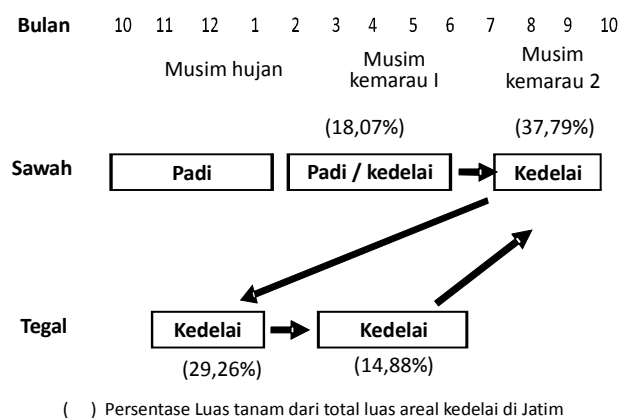 Bulan 10 11 12 1 2 3 4 5 6 7 8 9 10
Musim hujan
Musim
kemarau I
Musim
kemarau 2
(18,07%) (37,79%)
Sawah Padi Padi / kedelai Kedelai
Tegal Kedelai Kedelai
(29,26%) (14,88%)
( ) Persentase Luas tanam dari total luas areal kedelai di Jatim